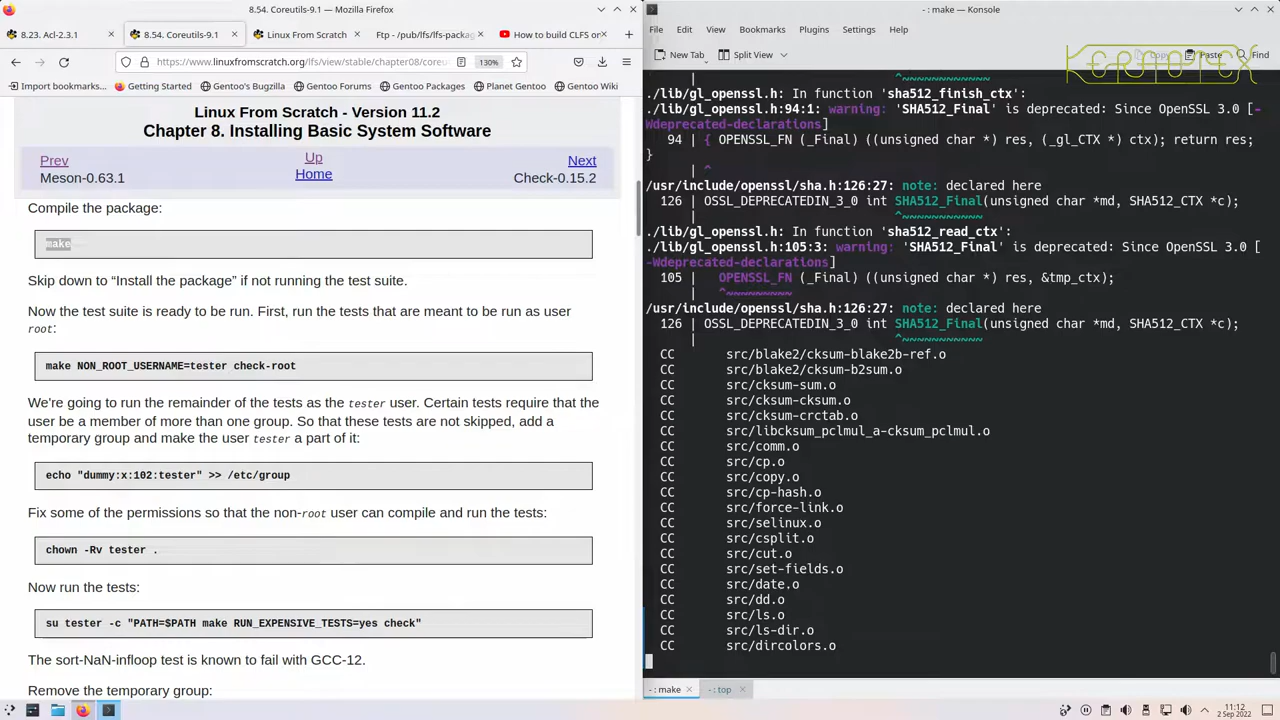 8.54. Coreutils-9.1 — Mozilla Firefox
8.23. Acl-2.3.1
8.54. Coreutils-9.1
Linux From Scratch
Ftp - /pub/lfs/lfs-packag
How to build CLFS on
https://www.linuxfromscratch.org/lfs/view/stable/chapter08/coreu
Import bookmarks...
Getting Started
Gentoo's Bugzilla
Gentoo Packages
Planet Gentoo
Gentoo Wiki
Linux From Scratch - Version 11.2
Chapter 8. Installing Basic System Software
Prev
Up
Next
Meson-0.63.1
Home
Check-0.15.2
Compile the package:
make
Skip down to “Install the package” if not running the test suite.
Now the test suite is ready to be run. First, run the tests that are meant to be run as user
root:
make NON_ROOT_USERNAME=tester check-root
We're going to run the remainder of the tests as the tester user. Certain tests require that the
user be a member of more than one group. So that these tests are not skipped, add a
temporary group and make the user tester a part of it:
echo "dummy:x:102:tester" >> /etc/group
Fix some of the permissions so that the non-root user can compile and run the tests:
chown -Rv tester .
Now run the tests:
su tester -c "PATH=$PATH make RUN_EXPENSIVE_TESTS=yes check"
The sort-NaN-infloop test is known to fail with GCC-12.
Remove the temporary group:
- : make — Konsole
File Edit View Bookmarks Plugins Settings Help
New Tab Split View Paste Find
KERNOTEX
| ^~~~~~~~~~~~
./lib/gl_openssl.h: In function 'sha512_finish_ctx':
./lib/gl_openssl.h:94:1: warning: 'SHA512_Final' is deprecated: Since OpenSSL 3.0 [-
Wdeprecated-declarations]
94 | { OPENSSL_FN (_Final) ((unsigned char *) res, (_gl_CTX *) ctx); return res;
}
| ^
/usr/include/openssl/sha.h:126:27: note: declared here
126 | OSSL_DEPRECATEDIN_3_0 int SHA512_Final(unsigned char *md, SHA512_CTX *c);
| ^~~~~~~~~~~~
./lib/gl_openssl.h: In function 'sha512_read_ctx':
./lib/gl_openssl.h:105:3: warning: 'SHA512_Final' is deprecated: Since OpenSSL 3.0 [
-Wdeprecated-declarations]
105 | OPENSSL_FN (_Final) ((unsigned char *) res, &tmp_ctx);
| ^~~~~~~~~~
/usr/include/openssl/sha.h:126:27: note: declared here
126 | OSSL_DEPRECATEDIN_3_0 int SHA512_Final(unsigned char *md, SHA512_CTX *c);
| ^~~~~~~~~~~~
CC src/blake2/cksum-blake2b-ref.o
CC src/blake2/cksum-b2sum.o
CC src/cksum-sum.o
CC src/cksum-cksum.o
CC src/cksum-crctab.o
CC src/libcksum_pclmul_a-cksum_pclmul.o
CC src/comm.o
CC src/cp.o
CC src/copy.o
CC src/cp-hash.o
CC src/force-link.o
CC src/selinux.o
CC src/csplit.o
CC src/cut.o
CC src/set-fields.o
CC src/date.o
CC src/dd.o
CC src/ls.o
CC src/ls-dir.o
CC src/dircolors.o
- : make
- : top
11:12
2 Sep 2022